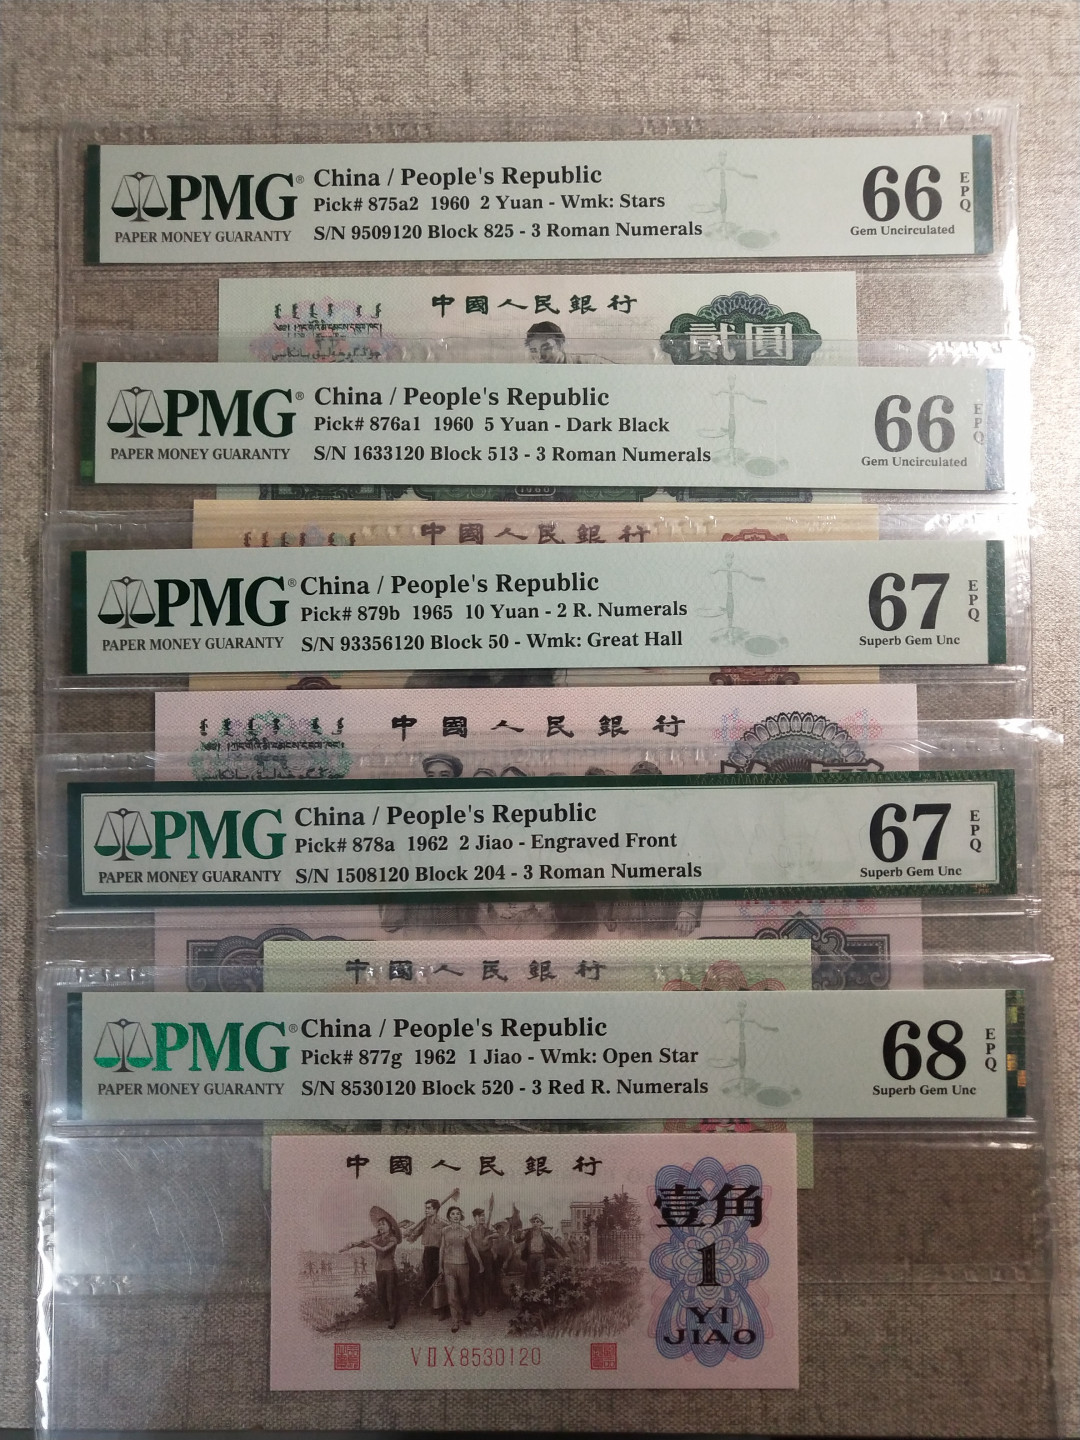 PMG®
PAPER MONEY GUARANTY
China / People's Republic
Pick# 875a2 1960 2 Yuan - Wmk: Stars
S/N 9509120 Block 825 - 3 Roman Numerals
66 EPQ
Gem Uncirculated
中國人民銀行
貳圓
PMG®
PAPER MONEY GUARANTY
China / People's Republic
Pick# 876a1 1960 5 Yuan - Dark Black
S/N 1633120 Block 513 - 3 Roman Numerals
66 EPQ
Gem Uncirculated
1960
中國人民銀行
PMG®
PAPER MONEY GUARANTY
China / People's Republic
Pick# 879b 1965 10 Yuan - 2 R. Numerals
S/N 93356120 Block 50 - Wmk: Great Hall
67 EPQ
Superb Gem Unc
中國人民銀行
PMG
PAPER MONEY GUARANTY
China / People's Republic
Pick# 878a 1962 2 Jiao - Engraved Front
S/N 1508120 Block 204 - 3 Roman Numerals
67 EPQ
Superb Gem Unc
中國人民銀行
PMG®
PAPER MONEY GUARANTY
China / People's Republic
Pick# 877g 1962 1 Jiao - Wmk: Open Star
S/N 8530120 Block 520 - 3 Red R. Numerals
68 EPQ
Superb Gem Unc
中國人民銀行
壹角
1
YI
JIAO
V II X 8530120